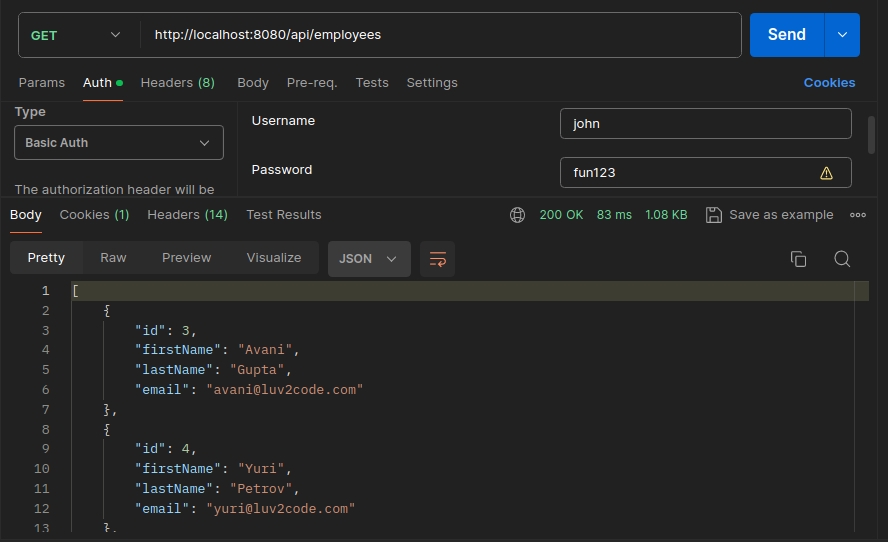 GET http://localhost:8080/api/employees Send
Params Auth Headers (8) Body Pre-req. Tests Settings Cookies
Type
Basic Auth
The authorization header will be
Username john
Password fun123
Body Cookies (1) Headers (14) Test Results 200 OK 83 ms 1.08 KB Save as example
Pretty Raw Preview Visualize JSON
1 [
2 {
3 "id": 3,
4 "firstName": "Avani",
5 "lastName": "Gupta",
6 "email": "avani@luv2code.com"
7 },
8 {
9 "id": 4,
10 "firstName": "Yuri",
11 "lastName": "Petrov",
12 "email": "yuri@luv2code.com"
13 },